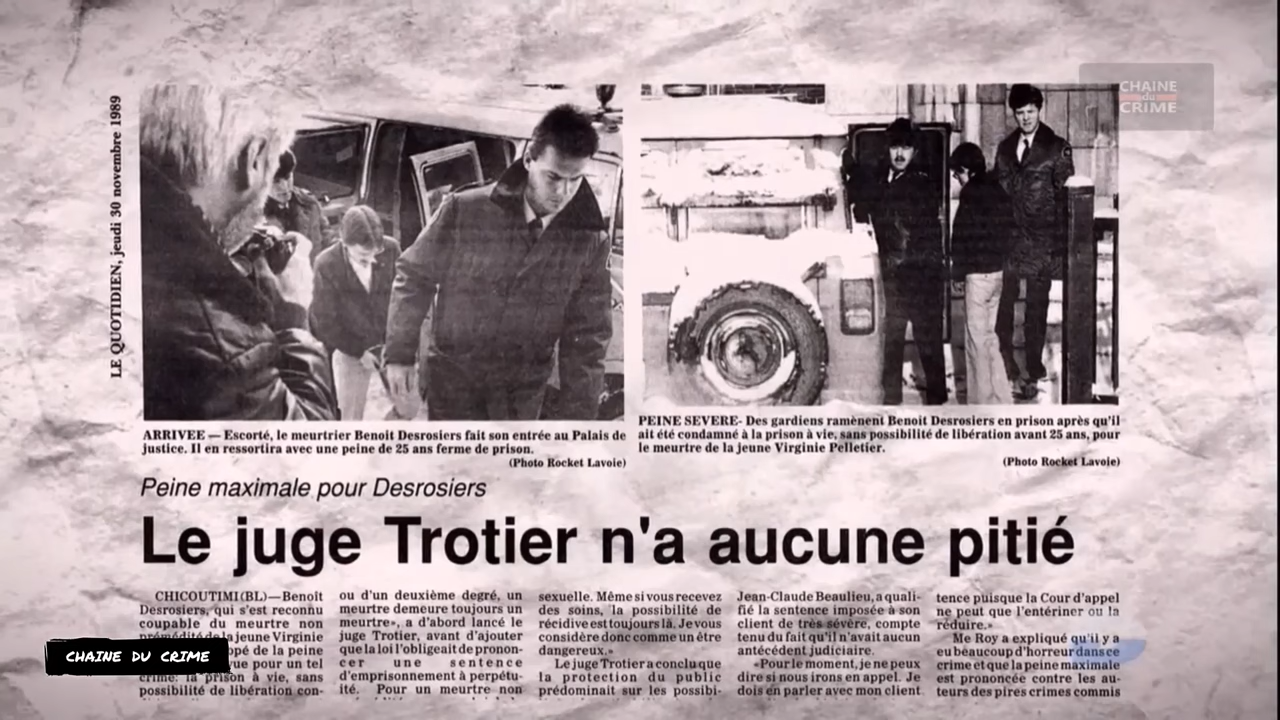 CHAINE
du
CRIME
LE QUOTIDIEN, jeudi 30 novembre 1989
ARRIVEE — Escorté, le meurtrier Benoit Desrosiers fait son entrée au Palais de
justice. Il en ressortira avec une peine de 25 ans ferme de prison.
(Photo Rocket Lavoie)
PEINE SEVERE- Des gardiens ramènent Benoit Desrosiers en prison après qu'il
ait été condamné à la prison à vie, sans possibilité de libération avant 25 ans, pour
le meurtre de la jeune Virginie Pelletier.
(Photo Rocket Lavoie)
Peine maximale pour Desrosiers
Le juge Trotier n'a aucune pitié
CHICOUTIMI (BL) — Benoît
Desrosiers, qui s'est reconnu
coupable du meurtre non
prémédité de la jeune Virginie
opé de la peine
ue pour un tel
crime: la prison à vie, sans
possibilité de libération con-
ou d'un deuxième degré, un
meurtre demeure toujours un
meurtre», a d'abord lancé le
juge Trotier, avant d'ajouter
que la loi l'obligeait de pronon-
cer une sentence
d'emprisonnement à perpétu-
ité. Pour un meurtre non
sexuelle. Même si vous recevez
des soins, la possibilité de
récidive est toujours là. Je vous
considère donc comme un être
dangereux.»
Le juge Trotier a conclu que
la protection du public
prédominait sur les possibi-
Jean-Claude Beaulieu, a quali-
fié la sentence imposée à son
client de très sévère, compte
tenu du fait qu'il n'avait aucun
antécédent judiciaire.
«Pour le moment, je ne peux
dire si nous irons en appel. Je
dois en parler avec mon client
tence puisque la Cour d'appel
ne peut que l'entériner ou la
réduire.»
Me Roy a expliqué qu'il y a
eu beaucoup d'horreur dans ce
crime et que la peine maximale
est prononcée contre les au-
teurs des pires crimes commis
CHAINE DU CRIME